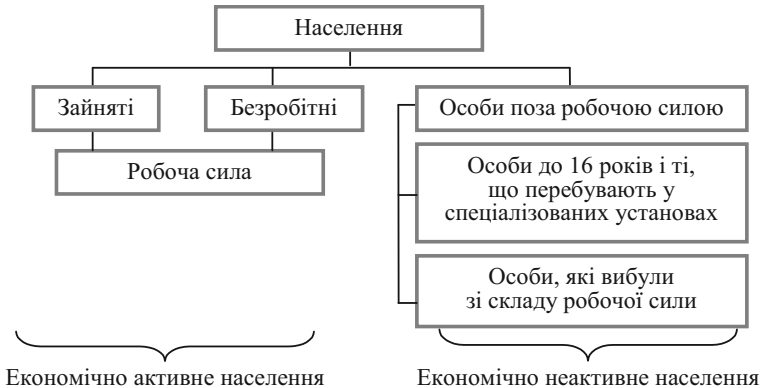 Населення
Зайняті
Безробітні
Особи поза робочою силою
Робоча сила
Особи до 16 років і ті,
що перебувають у
спеціалізованих установах
Особи, які вибули
зі складу робочої сили
Економічно активне населення
Економічно неактивне населення